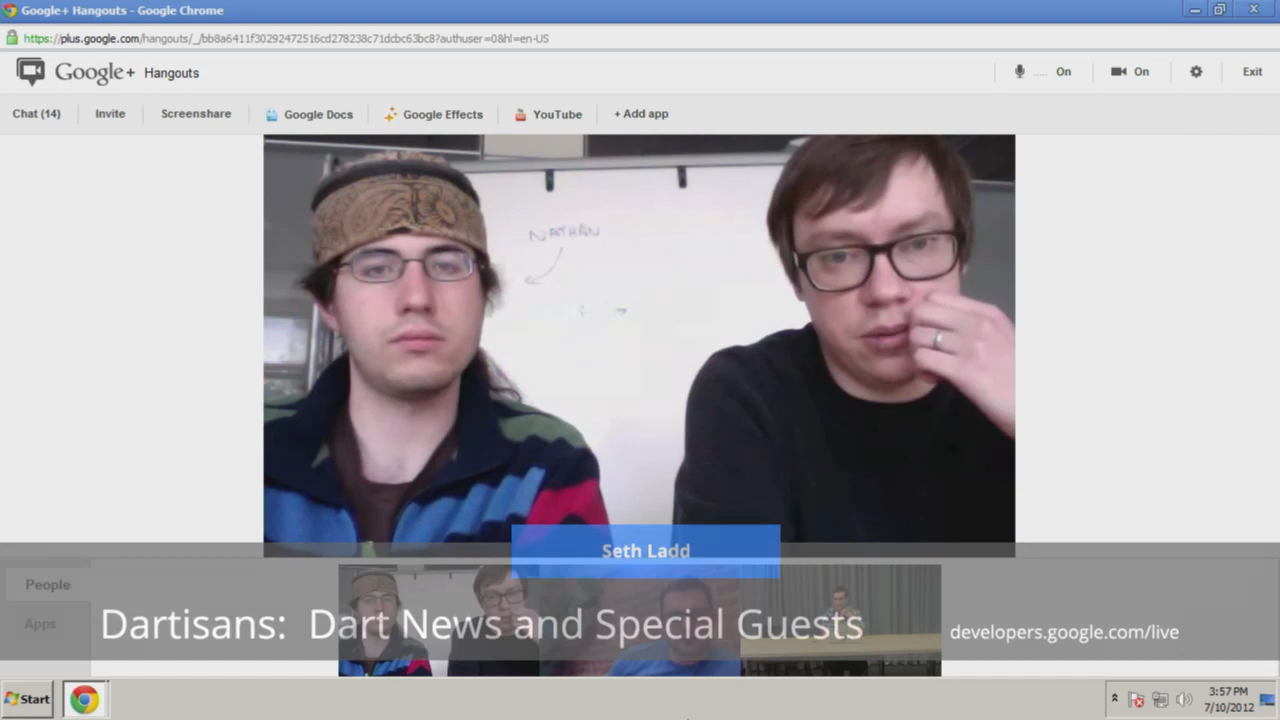 Google+ Hangouts - Google Chrome
https://plus.google.com/hangouts/_/bb8a6411f30292472516cd278238c71dcbc63bc8?authuser=0&hl=en-US
Google+ Hangouts
On
On
Exit
Chat (14)
Invite
Screenshare
Google Docs
Google Effects
YouTube
+ Add app
NATHAN
Seth Ladd
People
Apps
Dartisans: Dart News and Special Guests
developers.google.com/live
Start
3:57 PM
7/10/2012